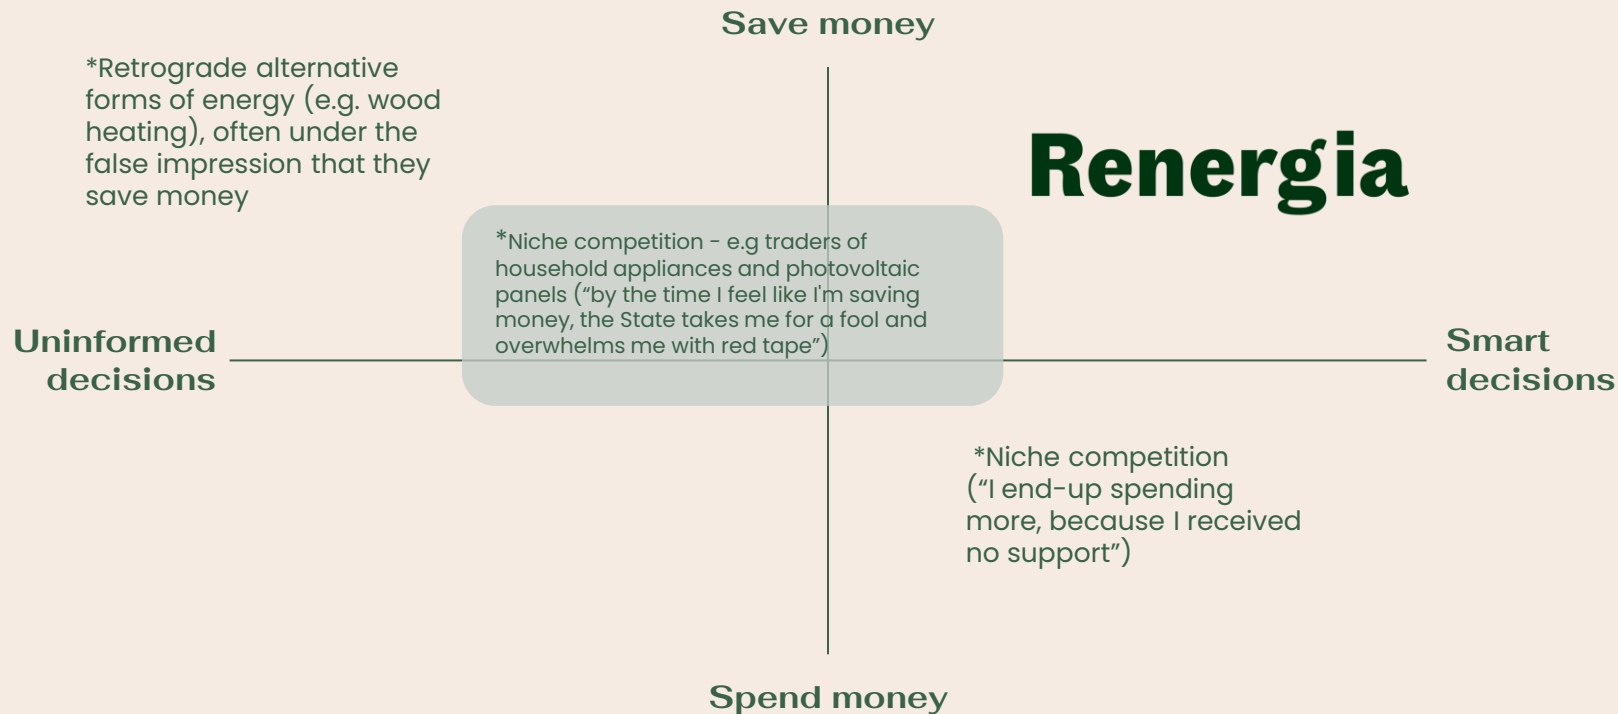 Save money
*Retrograde alternative
forms of energy (e.g. wood
heating), often under the
false impression that they
save money
Renergia
*Niche competition - e.g traders of
household appliances and photovoltaic
panels (“by the time I feel like I'm saving
money, the State takes me for a fool and
overwhelms me with red tape”)
Uninformed
decisions
Smart
decisions
*Niche competition
(“I end-up spending
more, because I received
no support”)
Spend money